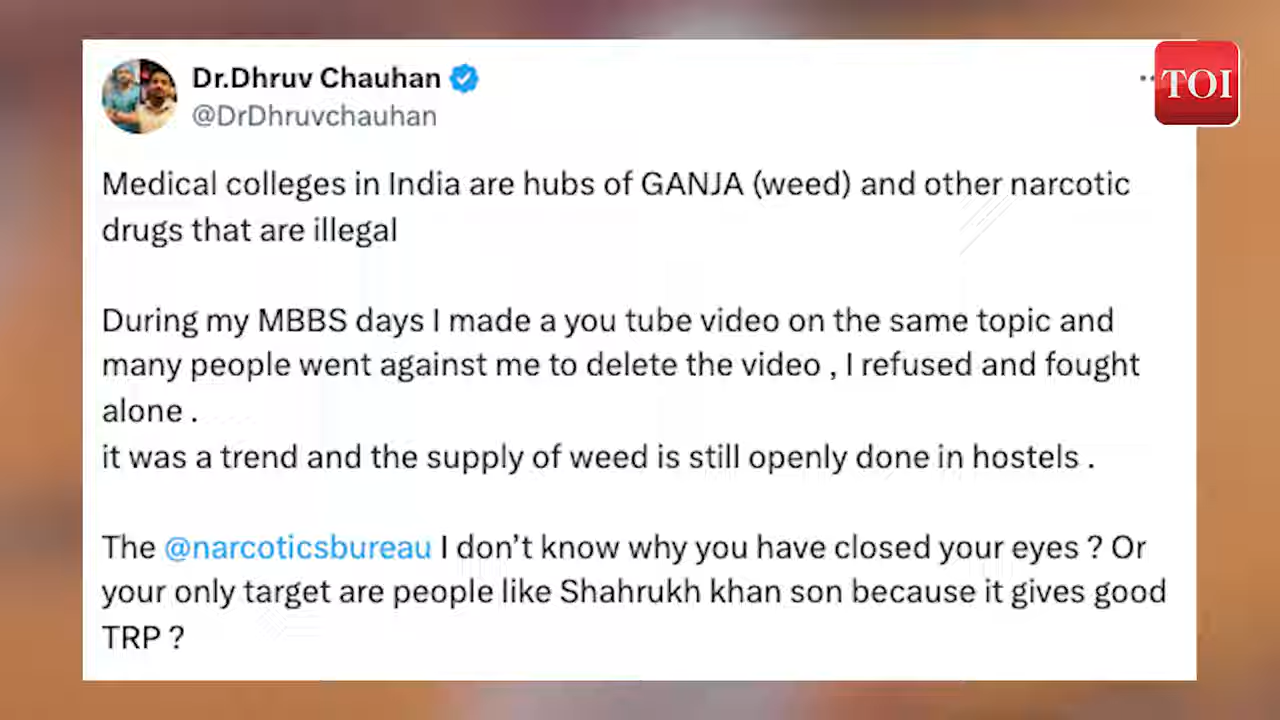 Dr.Dhruv Chauhan
@DrDhruvchauhan
TOI
Medical colleges in India are hubs of GANJA (weed) and other narcotic
drugs that are illegal
During my MBBS days I made a you tube video on the same topic and
many people went against me to delete the video , I refused and fought
alone .
it was a trend and the supply of weed is still openly done in hostels .
The @narcoticsbureau I don’t know why you have closed your eyes ? Or
your only target are people like Shahrukh khan son because it gives good
TRP ?